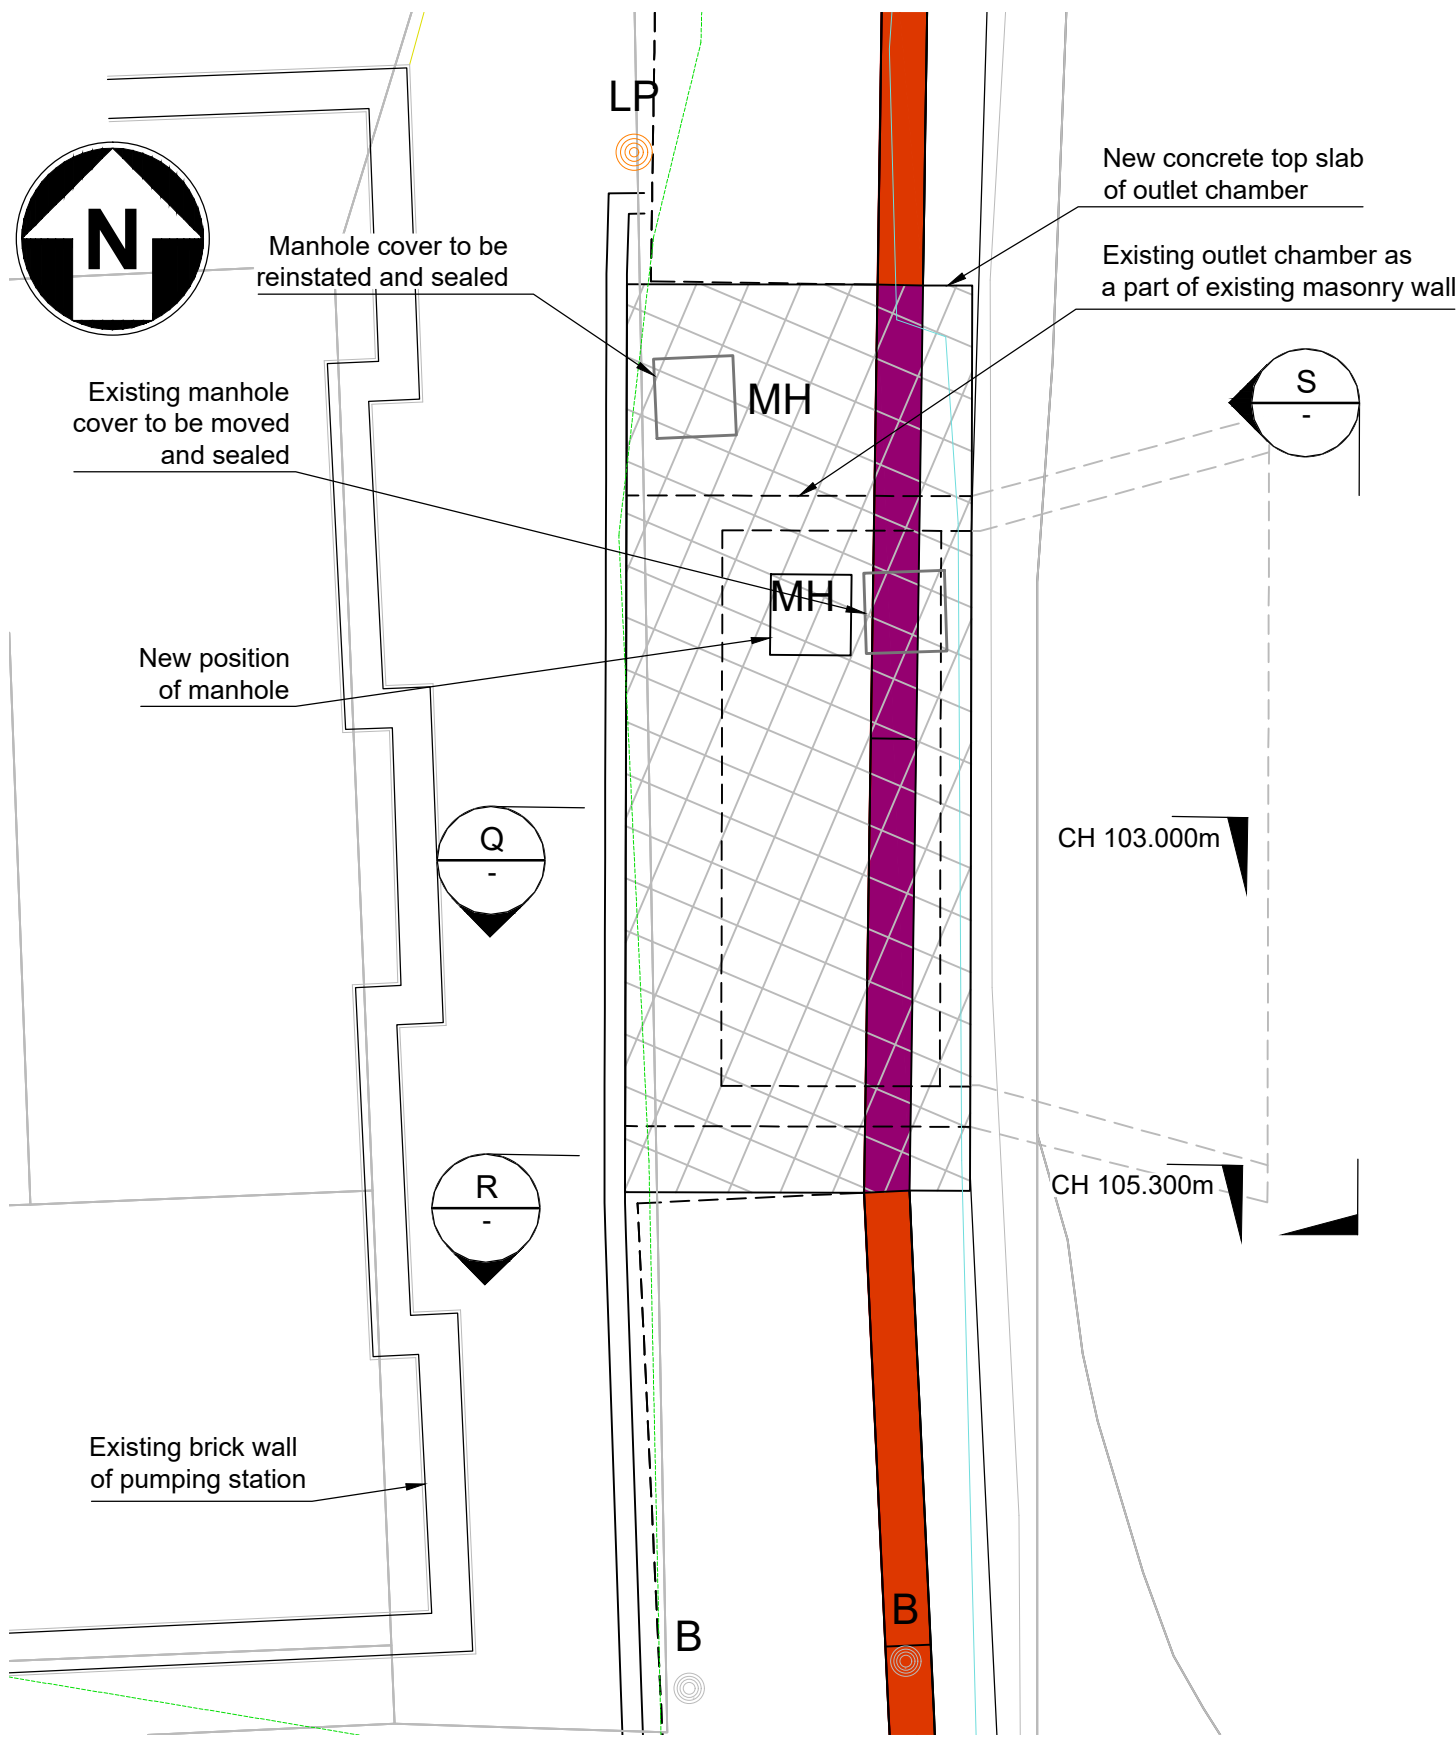 LP
New concrete top slab
of outlet chamber
N
Manhole cover to be
reinstated and sealed
Existing outlet chamber as
a part of existing masonry wall
Existing manhole
cover to be moved
and sealed
MH
S
-
MH
New position
of manhole
Q
-
CH 103.000m
R
-
CH 105.300m
Existing brick wall
of pumping station
B
B